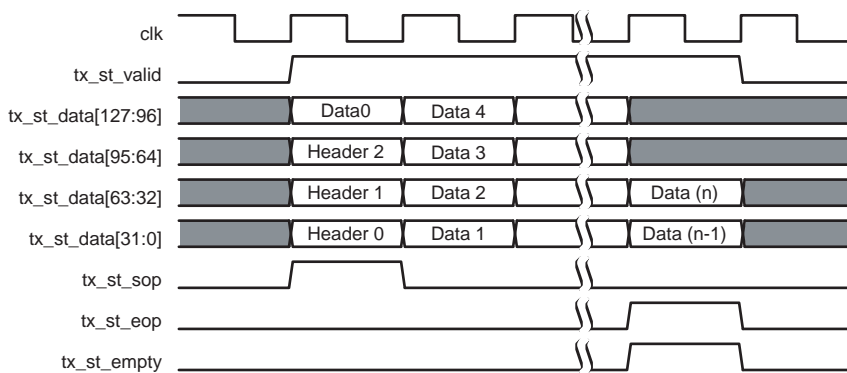 clk
tx_st_valid
tx_st_data[127:96] Data0 Data 4
tx_st_data[95:64] Header 2 Data 3
tx_st_data[63:32] Header 1 Data 2 Data (n)
tx_st_data[31:0] Header 0 Data 1 Data (n-1)
tx_st_sop
tx_st_eop
tx_st_empty